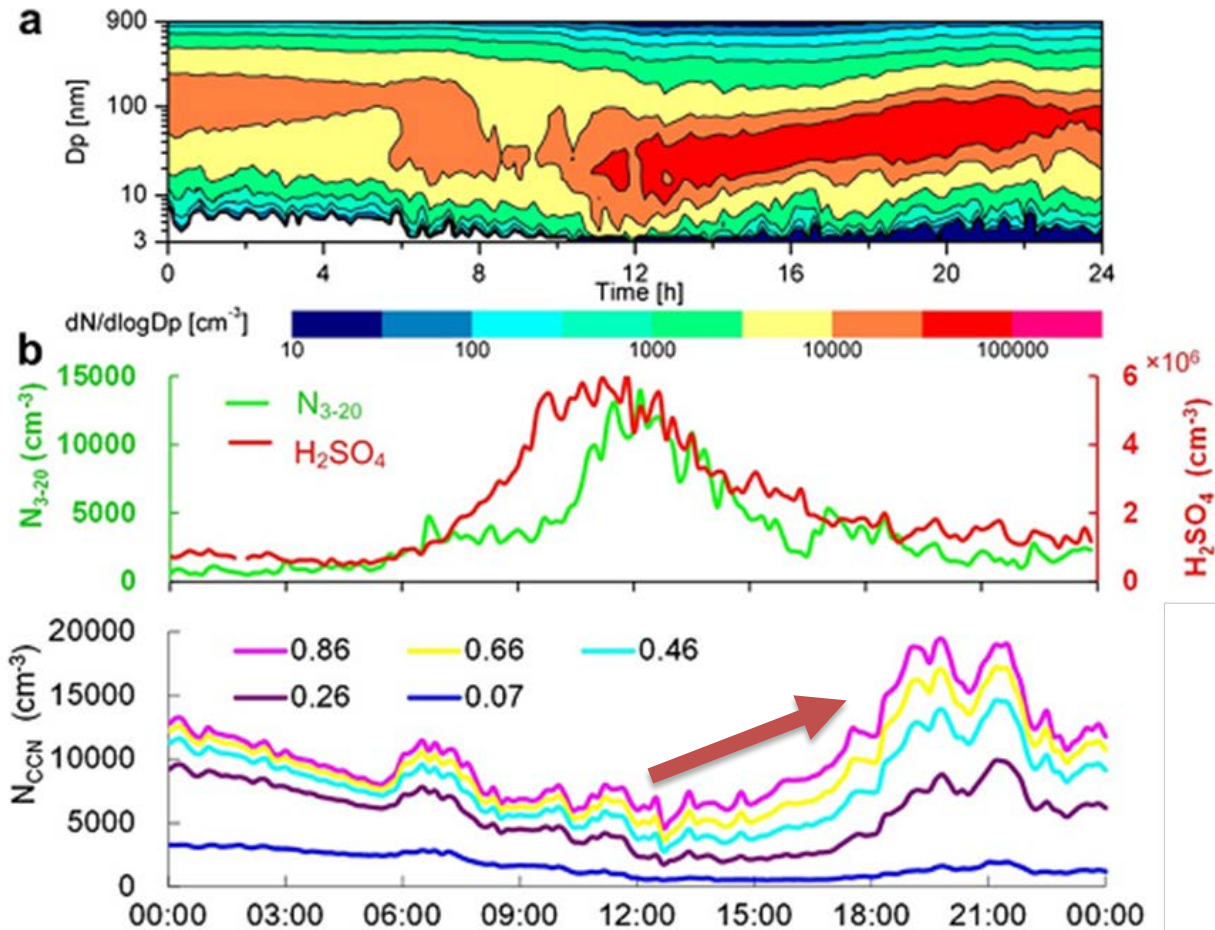 a
900
100
10
3
Dp [nm]
0 4 8 12 16 20 24
Time [h]
dN/dlogDp [cm⁻³]
10 100 1000 10000 100000
b
15000
10000
5000
0
N₃₋₂₀ (cm⁻³)
N₃₋₂₀
H₂SO₄
6 ×10⁶
4
2
0
H₂SO₄ (cm⁻³)
20000
15000
10000
5000
0
N_CCN (cm⁻³)
0.86 0.66 0.46
0.26 0.07
00:00 03:00 06:00 09:00 12:00 15:00 18:00 21:00 00:00